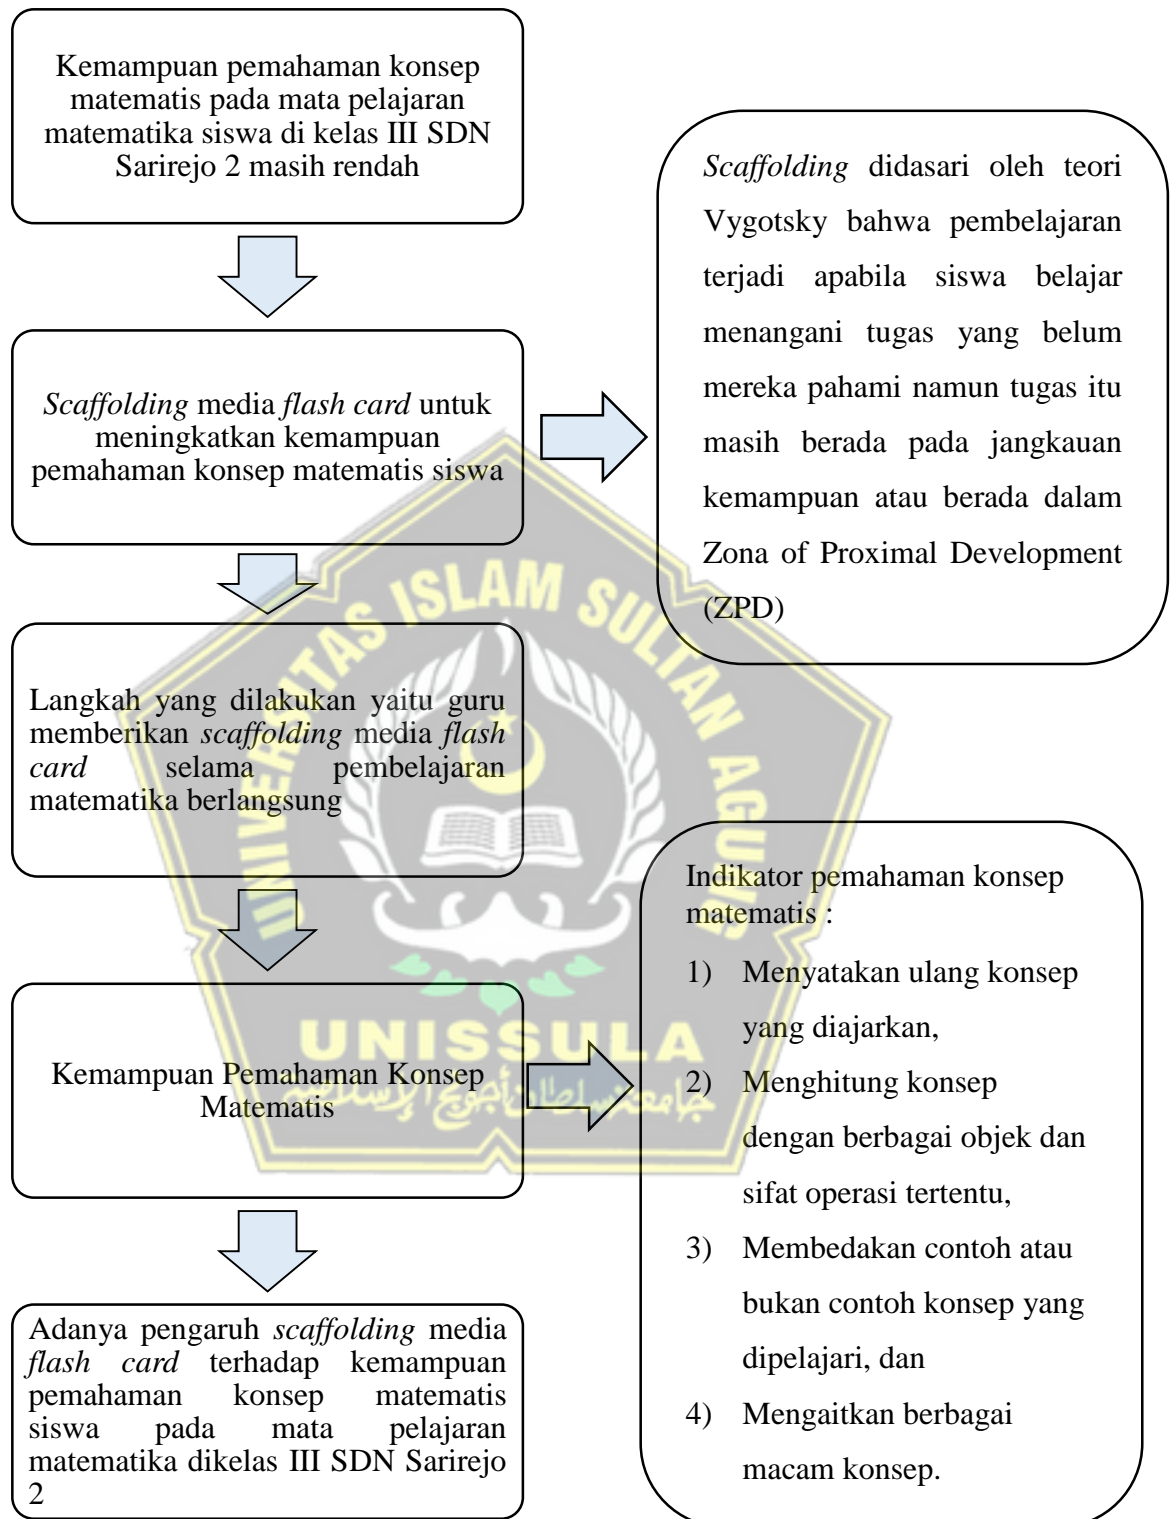 Kemampuan pemahaman konsep
matematis pada mata pelajaran
matematika siswa di kelas III SDN
Sarirejo 2 masih rendah
Scaffolding didasari oleh teori
Vygotsky bahwa pembelajaran
terjadi apabila siswa belajar
menangani tugas yang belum
mereka pahami namun tugas itu
masih berada pada jangkauan
kemampuan atau berada dalam
Zona of Proximal Development
(ZPD)
Scaffolding media flash card untuk
meningkatkan kemampuan
pemahaman konsep matematis siswa
Langkah yang dilakukan yaitu guru
memberikan scaffolding media flash
card selama pembelajaran
matematika berlangsung
Indikator pemahaman konsep
matematis :
1) Menyatakan ulang konsep
yang diajarkan,
2) Menghitung konsep
dengan berbagai objek dan
sifat operasi tertentu,
3) Membedakan contoh atau
bukan contoh konsep yang
dipelajari, dan
4) Mengaitkan berbagai
macam konsep.
Kemampuan Pemahaman Konsep
Matematis
Adanya pengaruh scaffolding media
flash card terhadap kemampuan
pemahaman konsep matematis
siswa pada mata pelajaran
matematika dikelas III SDN Sarirejo
2
UNIVERSITAS ISLAM SULTAN AGUNG
UNISSULA
جامعة سلطان أجونج الإسلامية